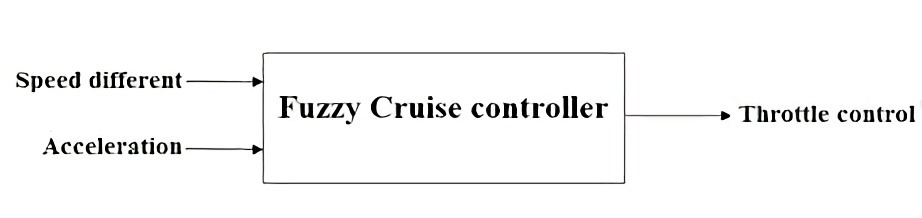 Speed different
Fuzzy Cruise controller
Throttle control
Acceleration